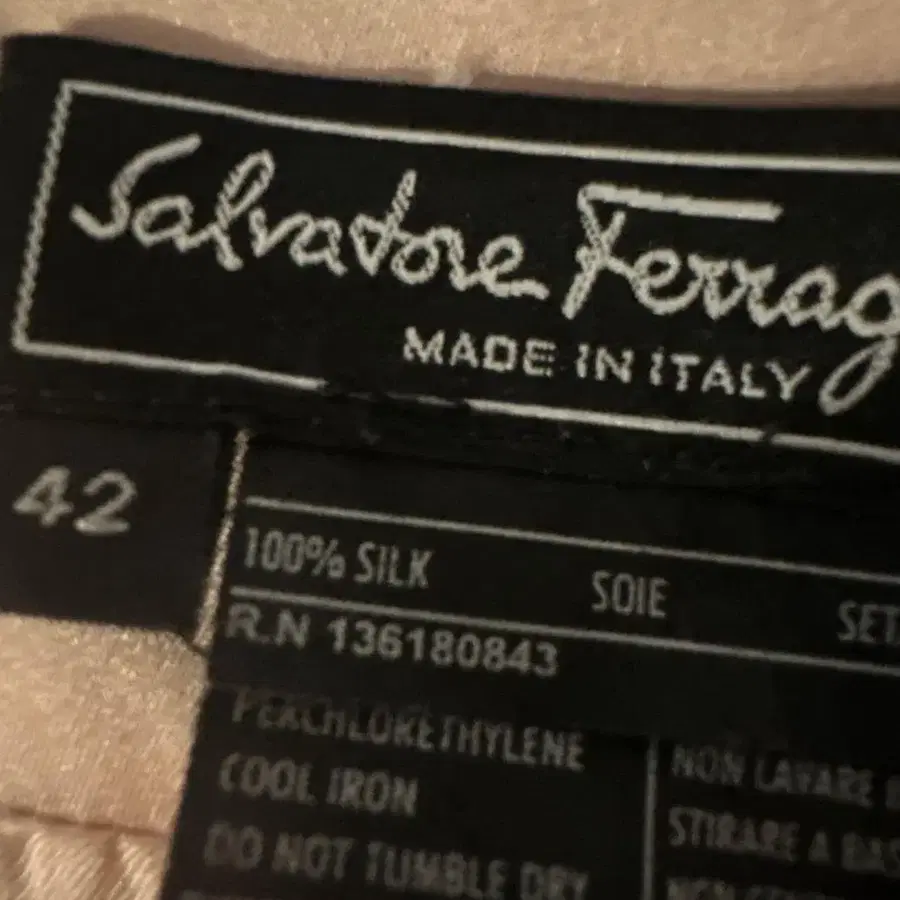 Salvatore Ferrag
MADE IN ITALY
42
100% SILK SOIE SET
R.N 136180843
PERCHLORETHYLENE
COOL IRON
DO NOT TUMBLE DRY
NON LAVARE
STIRARE A BAS